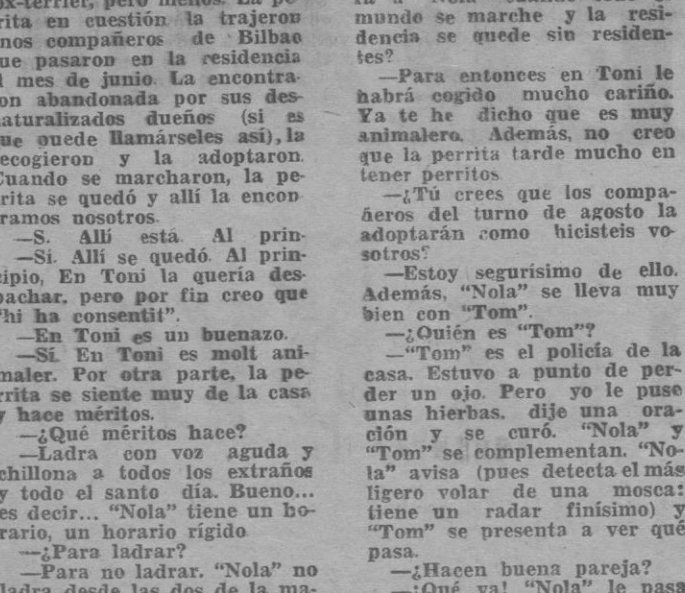 ox-terrier, pero menos. La pe-
rita en cuestión la trajeron
nos compañeros de Bilbao
ue pasaron en la residencia
l mes de junio. La encontra-
on abandonada por sus des-
naturalizados dueños (si es
ue puede llamárseles así), la
ecogieron y la adoptaron.
Cuando se marcharon, la pe-
rita se quedó y allí la encon
ramos nosotros.
—S. Allí está. Al prin-
—Si. Allí se quedó. Al prin-
cipio, En Toni la quería des-
pachar, pero por fin creo que
"hi ha consentit".
—En Toni es un buenazo.
—Sí. En Toni es molt ani-
maler. Por otra parte, la pe-
rrita se siente muy de la casa
y hace méritos.
—¿Qué méritos hace?
—Ladra con voz aguda y
chillona a todos los extraños
y todo el santo día. Bueno...
es decir... "Nola" tiene un ho-
rario, un horario rígido
—¿Para ladrar?
—Para no ladrar. "Nola" no
ladra desde las dos de la ma-
mundo se marche y la resi-
dencia se quede sin residen-
tes?
—Para entonces en Toni le
habrá cogido mucho cariño.
Ya te he dicho que es muy
animalero. Además, no creo
que la perrita tarde mucho en
tener perritos.
—¿Tú crees que los compa-
ñeros del turno de agosto la
adoptarán como hicisteis vo-
sotros?
—Estoy segurísimo de ello.
Además, "Nola" se lleva muy
bien con "Tom".
—¿Quién es "Tom"?
—"Tom" es el policía de la
casa. Estuvo a punto de per-
der un ojo. Pero yo le puse
unas hierbas, dije una ora-
ción y se curó. "Nola" y
"Tom" se complementan. "No-
la" avisa (pues detecta el más
ligero volar de una mosca:
tiene un radar finísimo) y
"Tom" se presenta a ver qué
pasa.
—¿Hacen buena pareja?
—¡Qué va! "Nola" le pasa